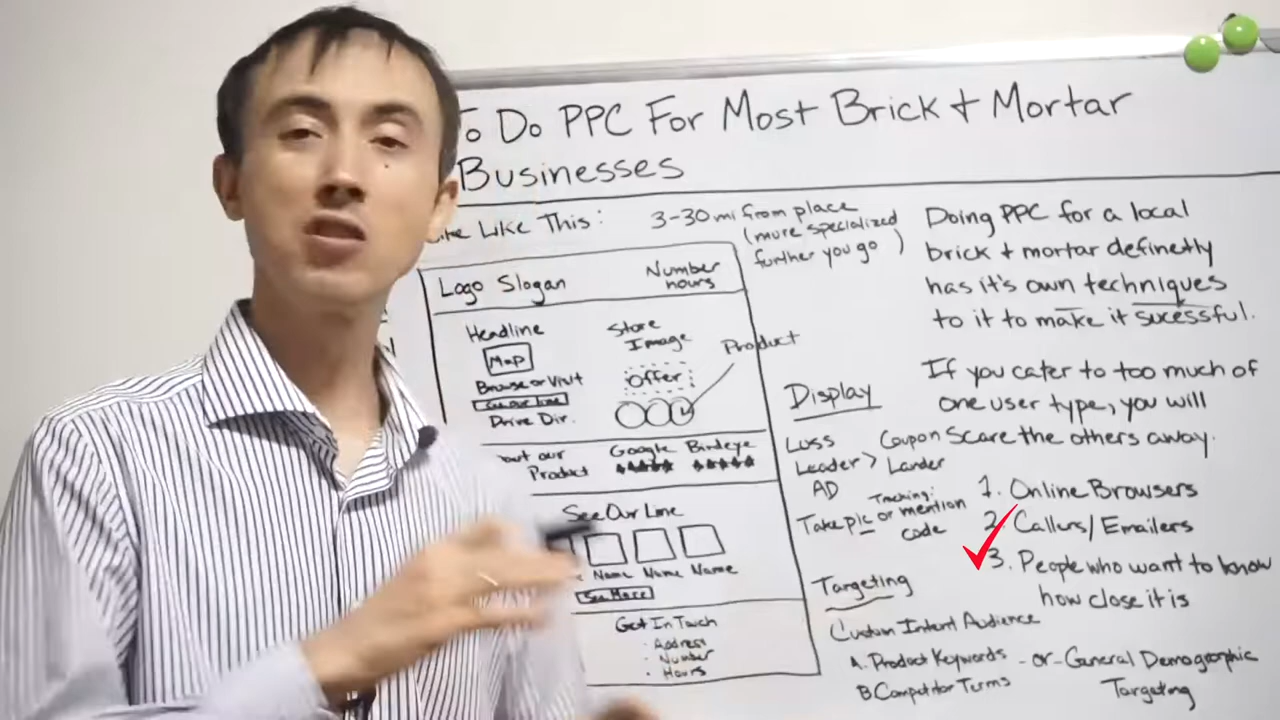 To Do PPC For Most Brick + Mortar
Businesses
Like This:
3-30 mi from place
(more specialized
further you go )
Logo Slogan
Number
hours
Headline
Map
Browse or Visit
See Our Line
Drive Dir.
Store
Image
Offer
Product
out our
Product
Google Birdeye
See Our Line
Name Name Name
See More
Get In Touch
· Address
· Number
· Hours
Display
Loss
Leader >
AD
Coupon
Lander
Take pic or mention
Tracking:
code
Targeting
Custom Intent Audience
A. Product Keywords
B Competitor Terms
-or- General Demographic
Targeting
Doing PPC for a local
brick + mortar definetly
has it's own techniques
to it to make it sucessful.
If you cater to too much of
one user type, you will
Scare the others away.
1. Online Browsers
2. Callers/Emailers
3. People who want to know
how close it is